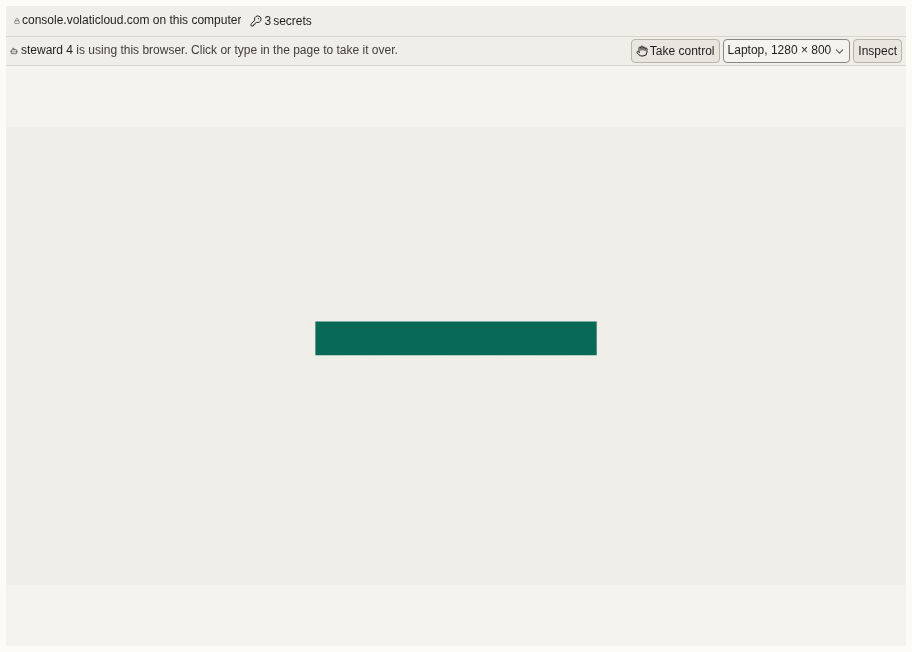 console.volaticloud.com on this computer 3 secrets
steward 4 is using this browser. Click or type in the page to take it over. Take control Laptop, 1280 × 800 Inspect